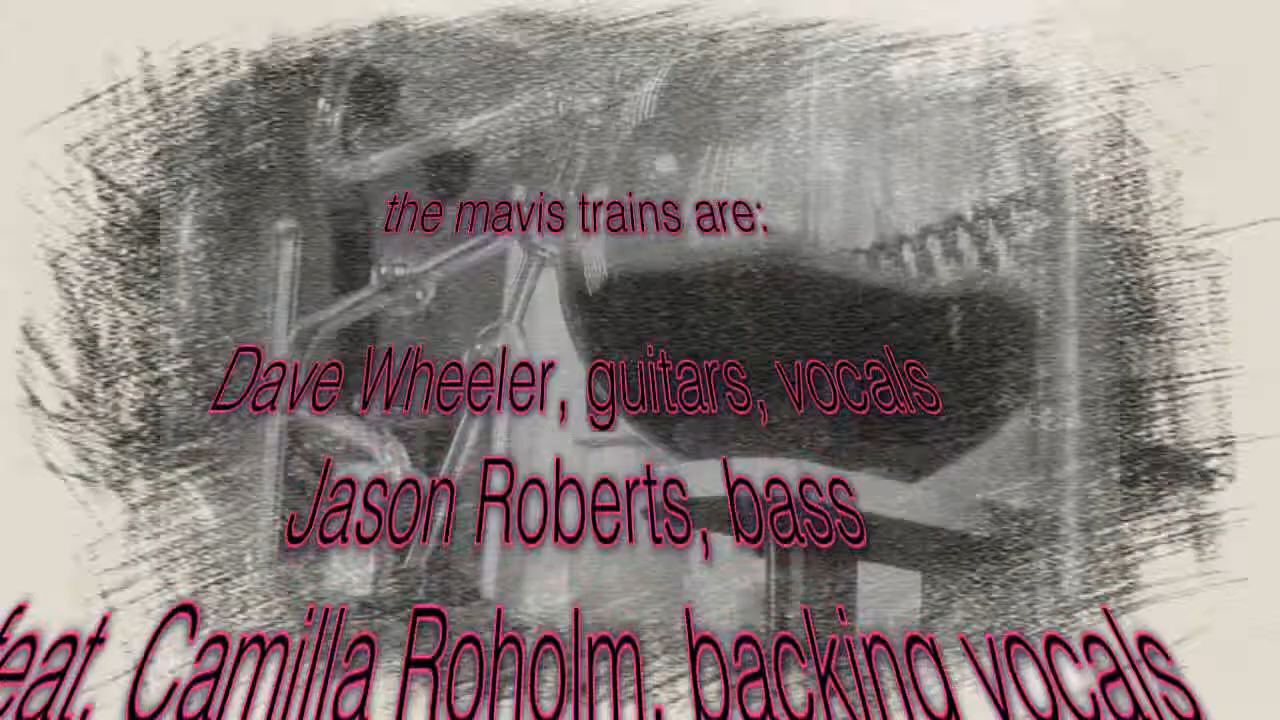 the mavis trains are:
Dave Wheeler, guitars, vocals
Jason Roberts, bass
feat. Camilla Roholm, backing vocals